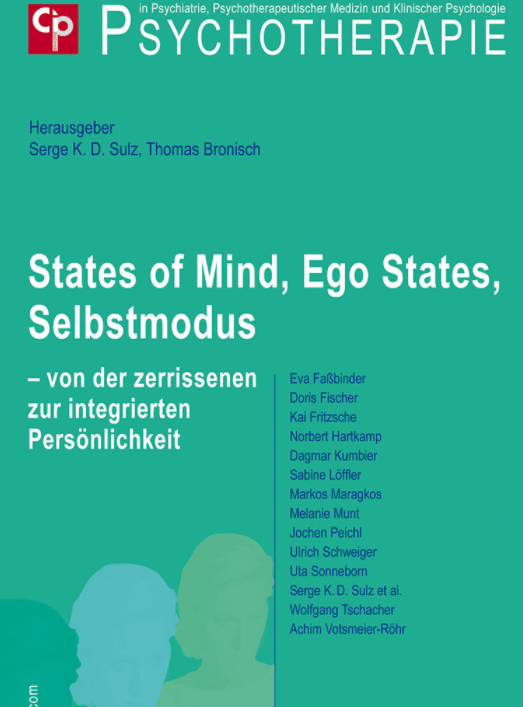 cp
in Psychiatrie, Psychotherapeutischer Medizin und Klinischer Psychologie
PSYCHOTHERAPIE
Herausgeber
Serge K. D. Sulz, Thomas Bronisch
States of Mind, Ego States,
Selbstmodus
– von der zerrissenen
zur integrierten
Persönlichkeit
Eva Faßbinder
Doris Fischer
Kai Fritzsche
Norbert Hartkamp
Dagmar Kumbier
Sabine Löffler
Markos Maragkos
Melanie Munt
Jochen Peichl
Ulrich Schweiger
Uta Sonneborn
Serge K. D. Sulz et al.
Wolfgang Tschacher
Achim Votsmeier-Röhr
com